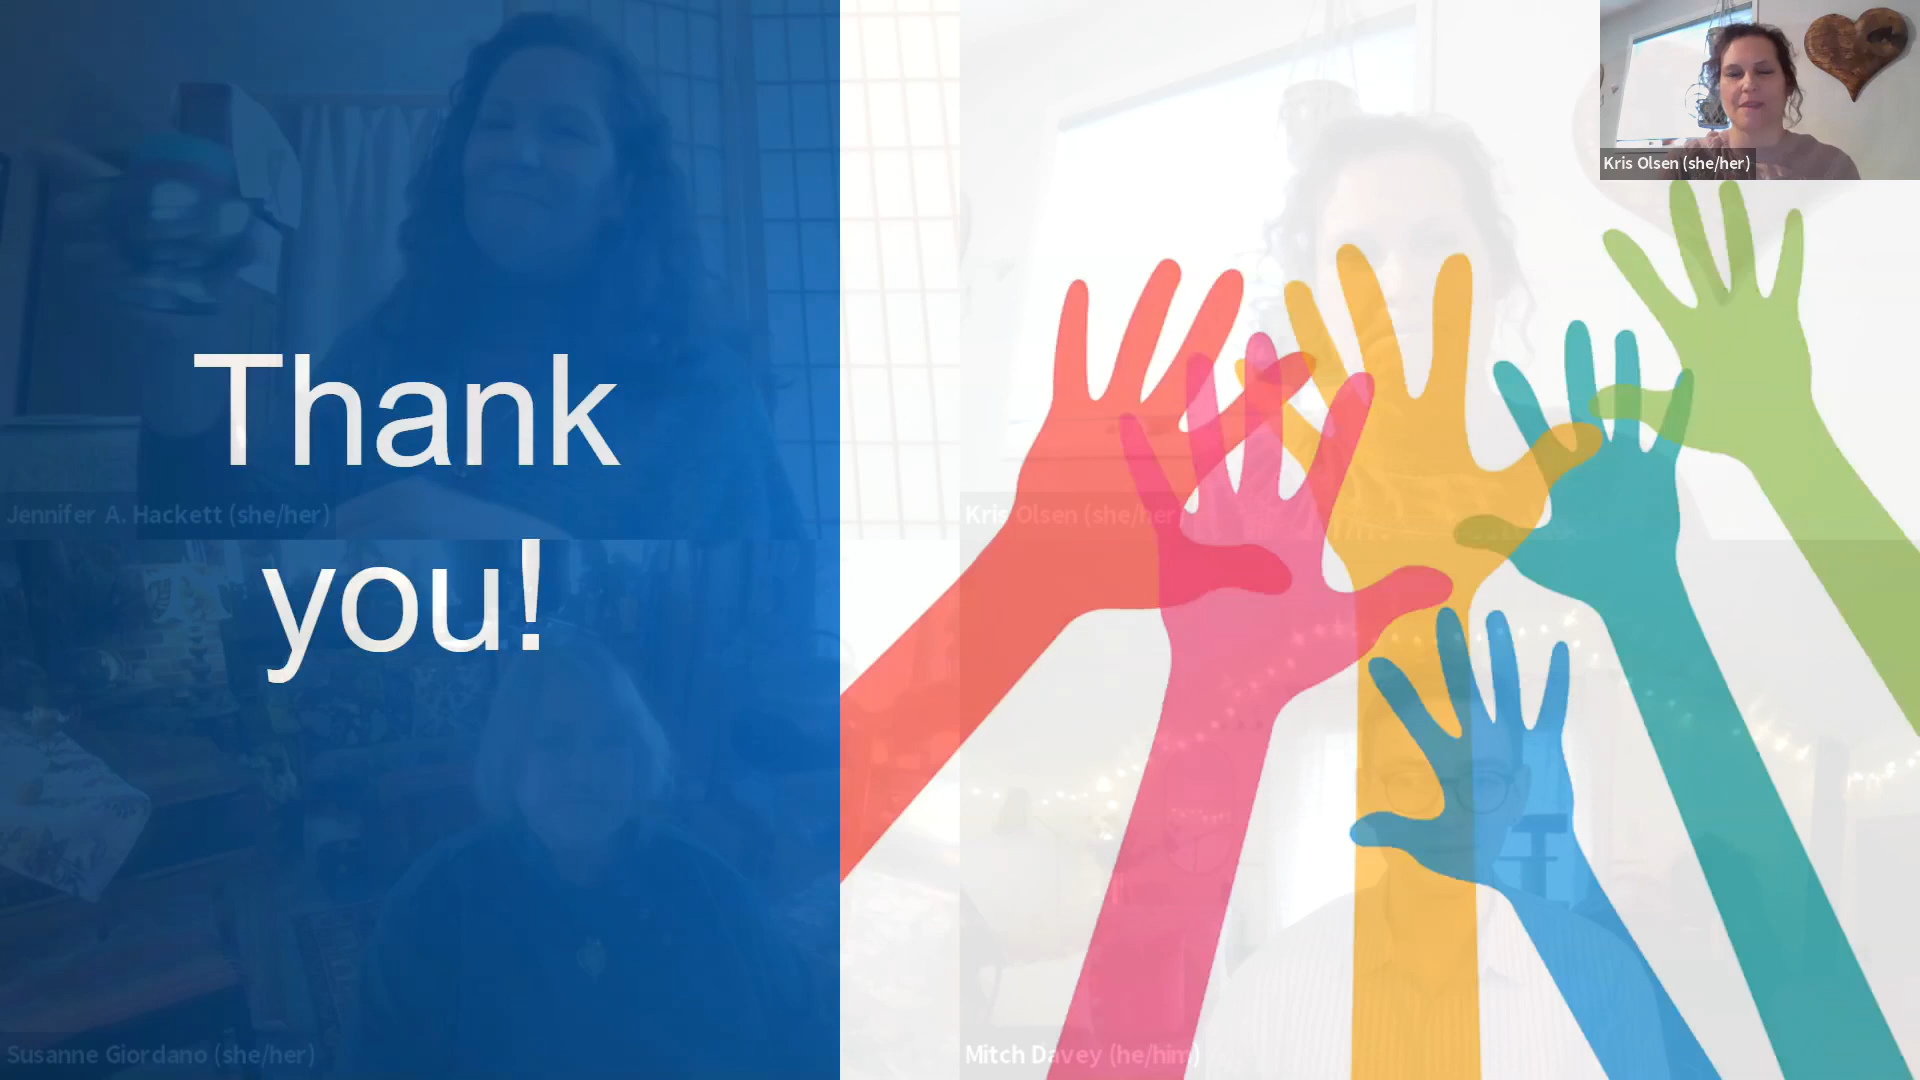 Kris Olsen (she/her)
Thank
you!
Jennifer A. Hackett (she/her)
Kris Olsen (she/her)
Susanne Giordano (she/her)
Mitch Davey (he/him)